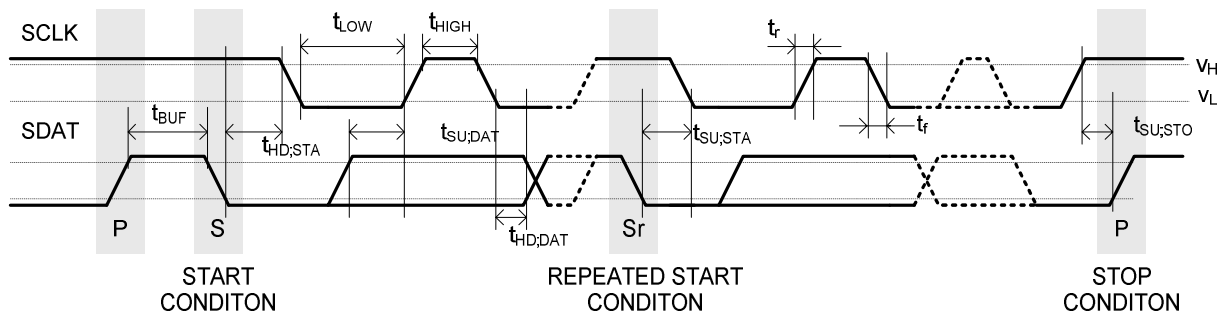 SCLK
tLOW
tHIGH
tr
VH
VL
tBUF
SDAT
tHD;STA
tSU;DAT
tSU;STA
tf
tSU;STO
tHD;DAT
P
S
Sr
P
START
CONDITON
REPEATED START
CONDITON
STOP
CONDITON